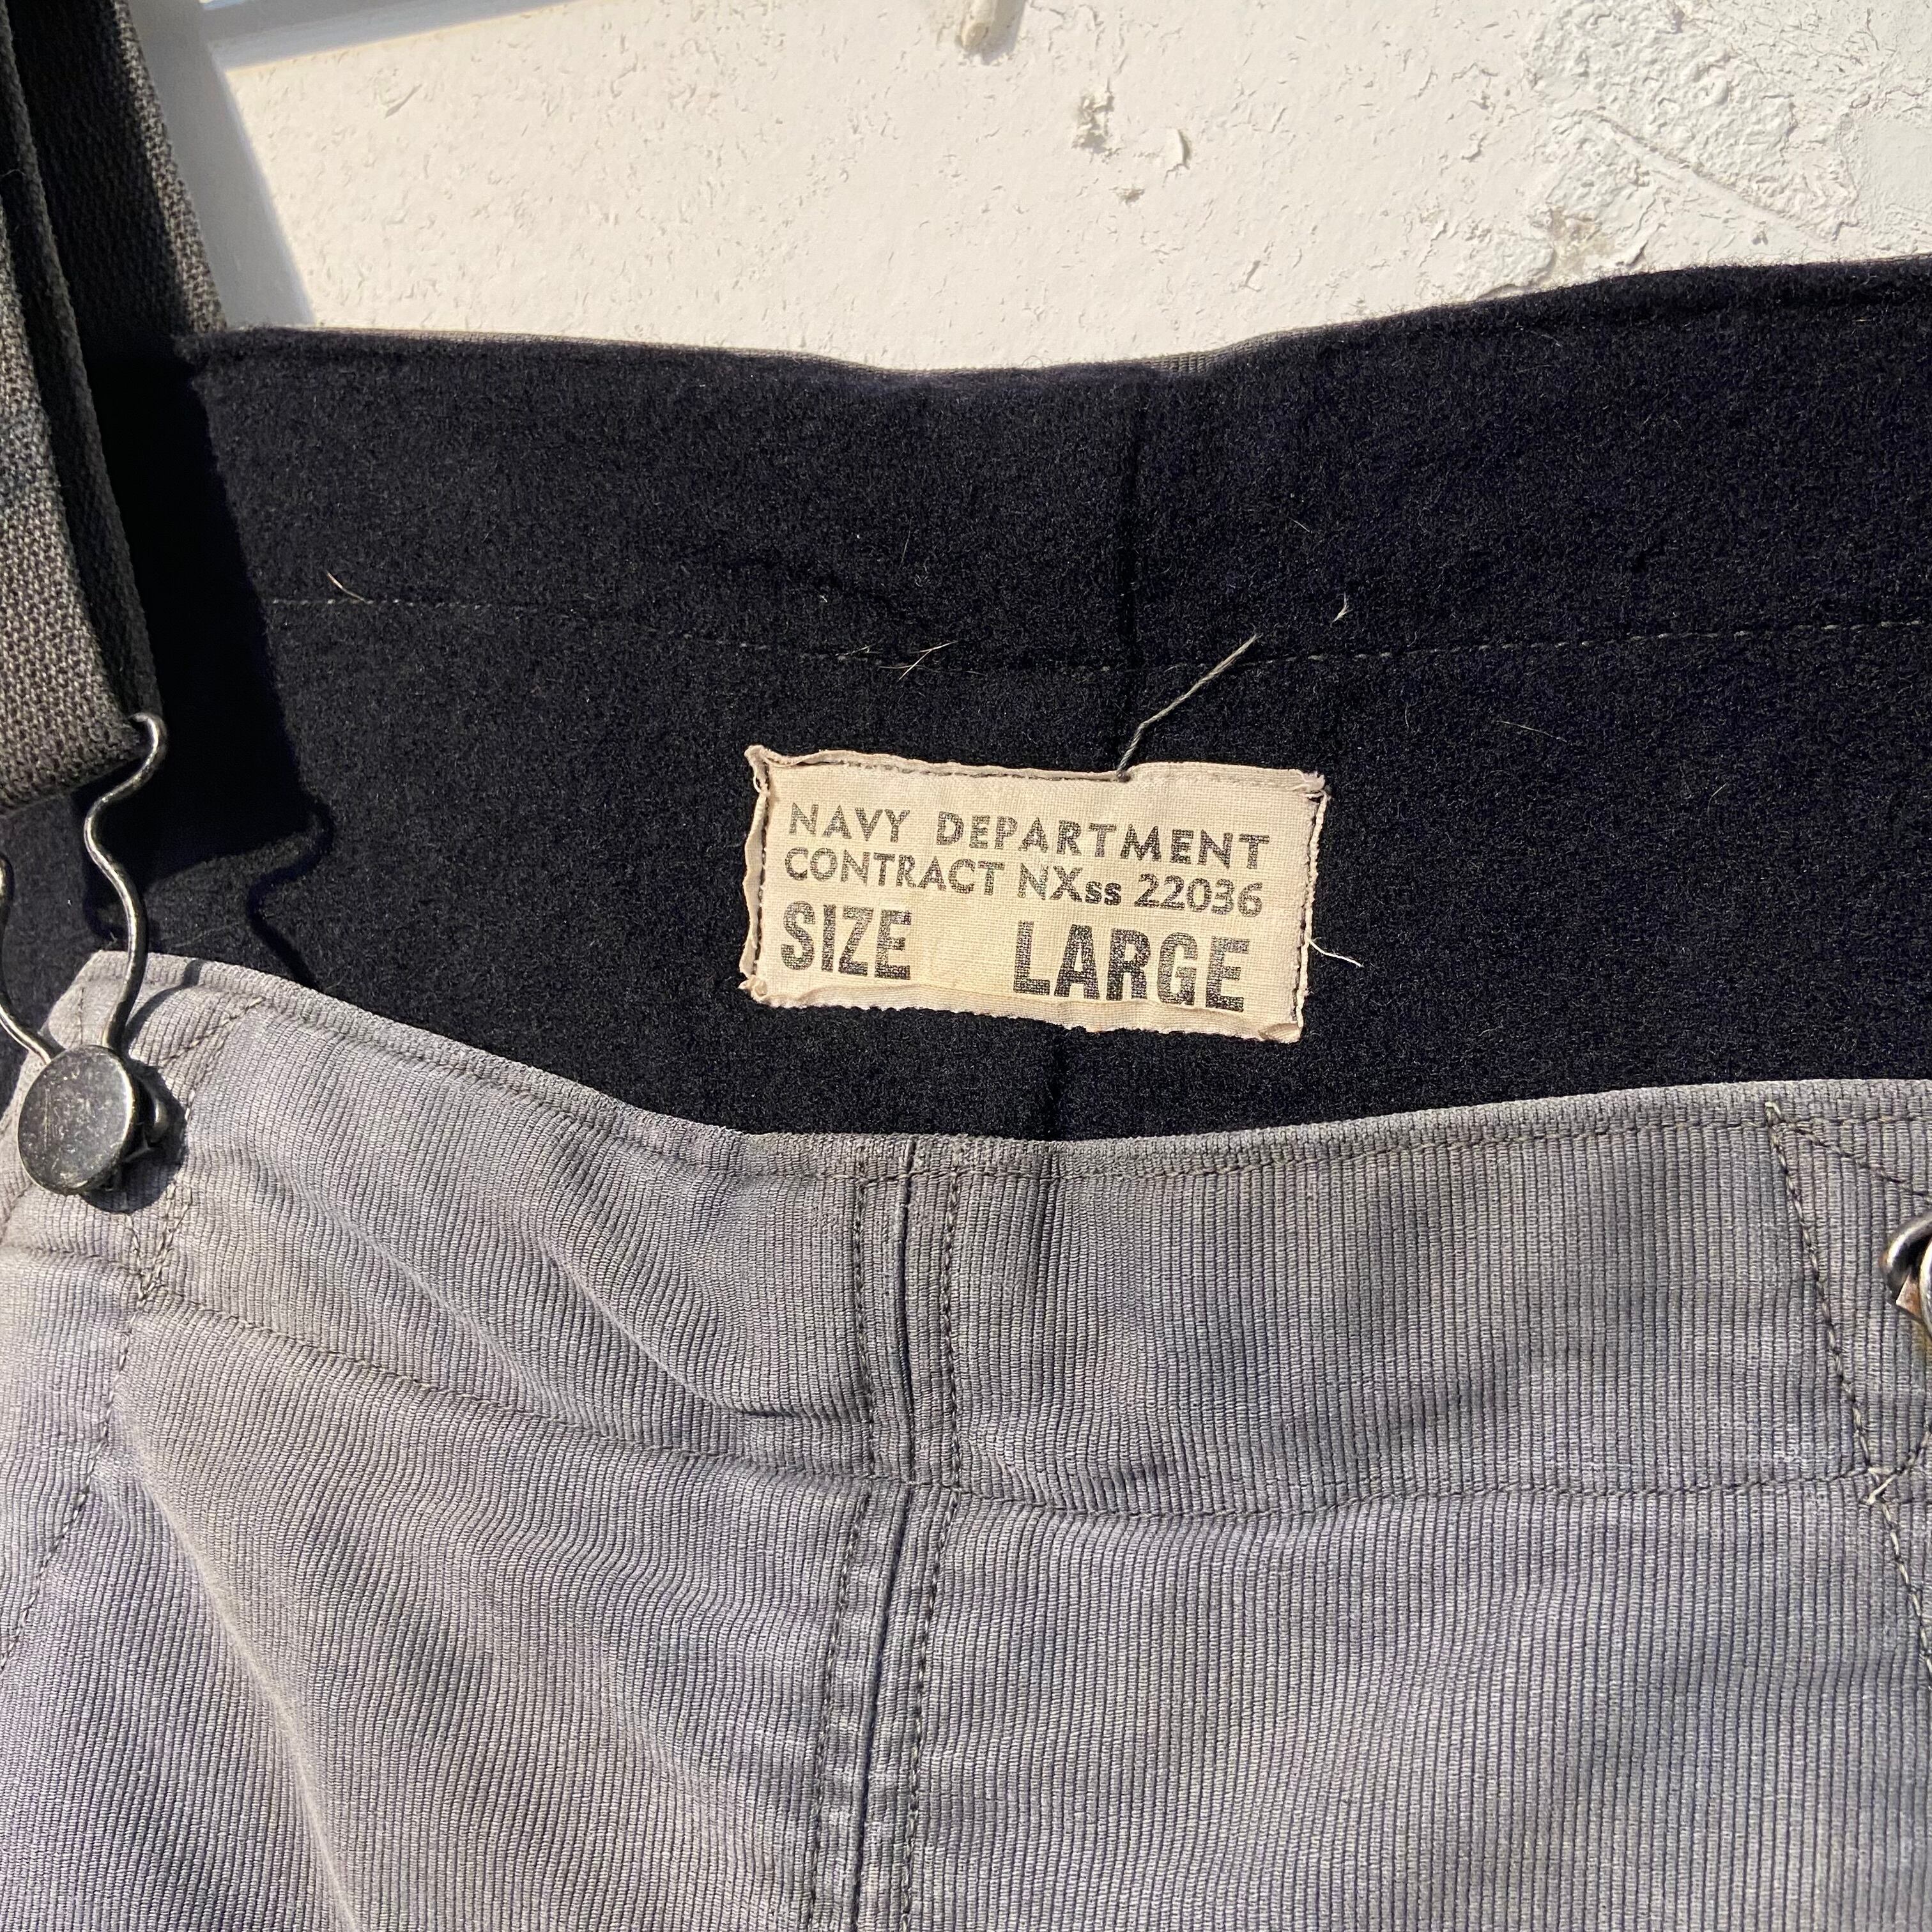 NAVY DEPARTMENT
CONTRACT NXss 22036
SIZE LARGE